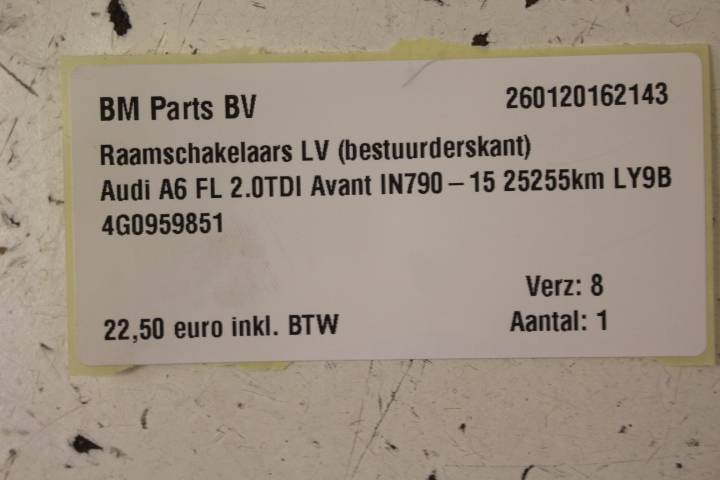 BM Parts BV 260120162143
Raamschakelaars LV (bestuurderskant)
Audi A6 FL 2.0TDI Avant IN790 – 15 25255km LY9B
4G0959851
Verz: 8
22,50 euro inkl. BTW Aantal: 1